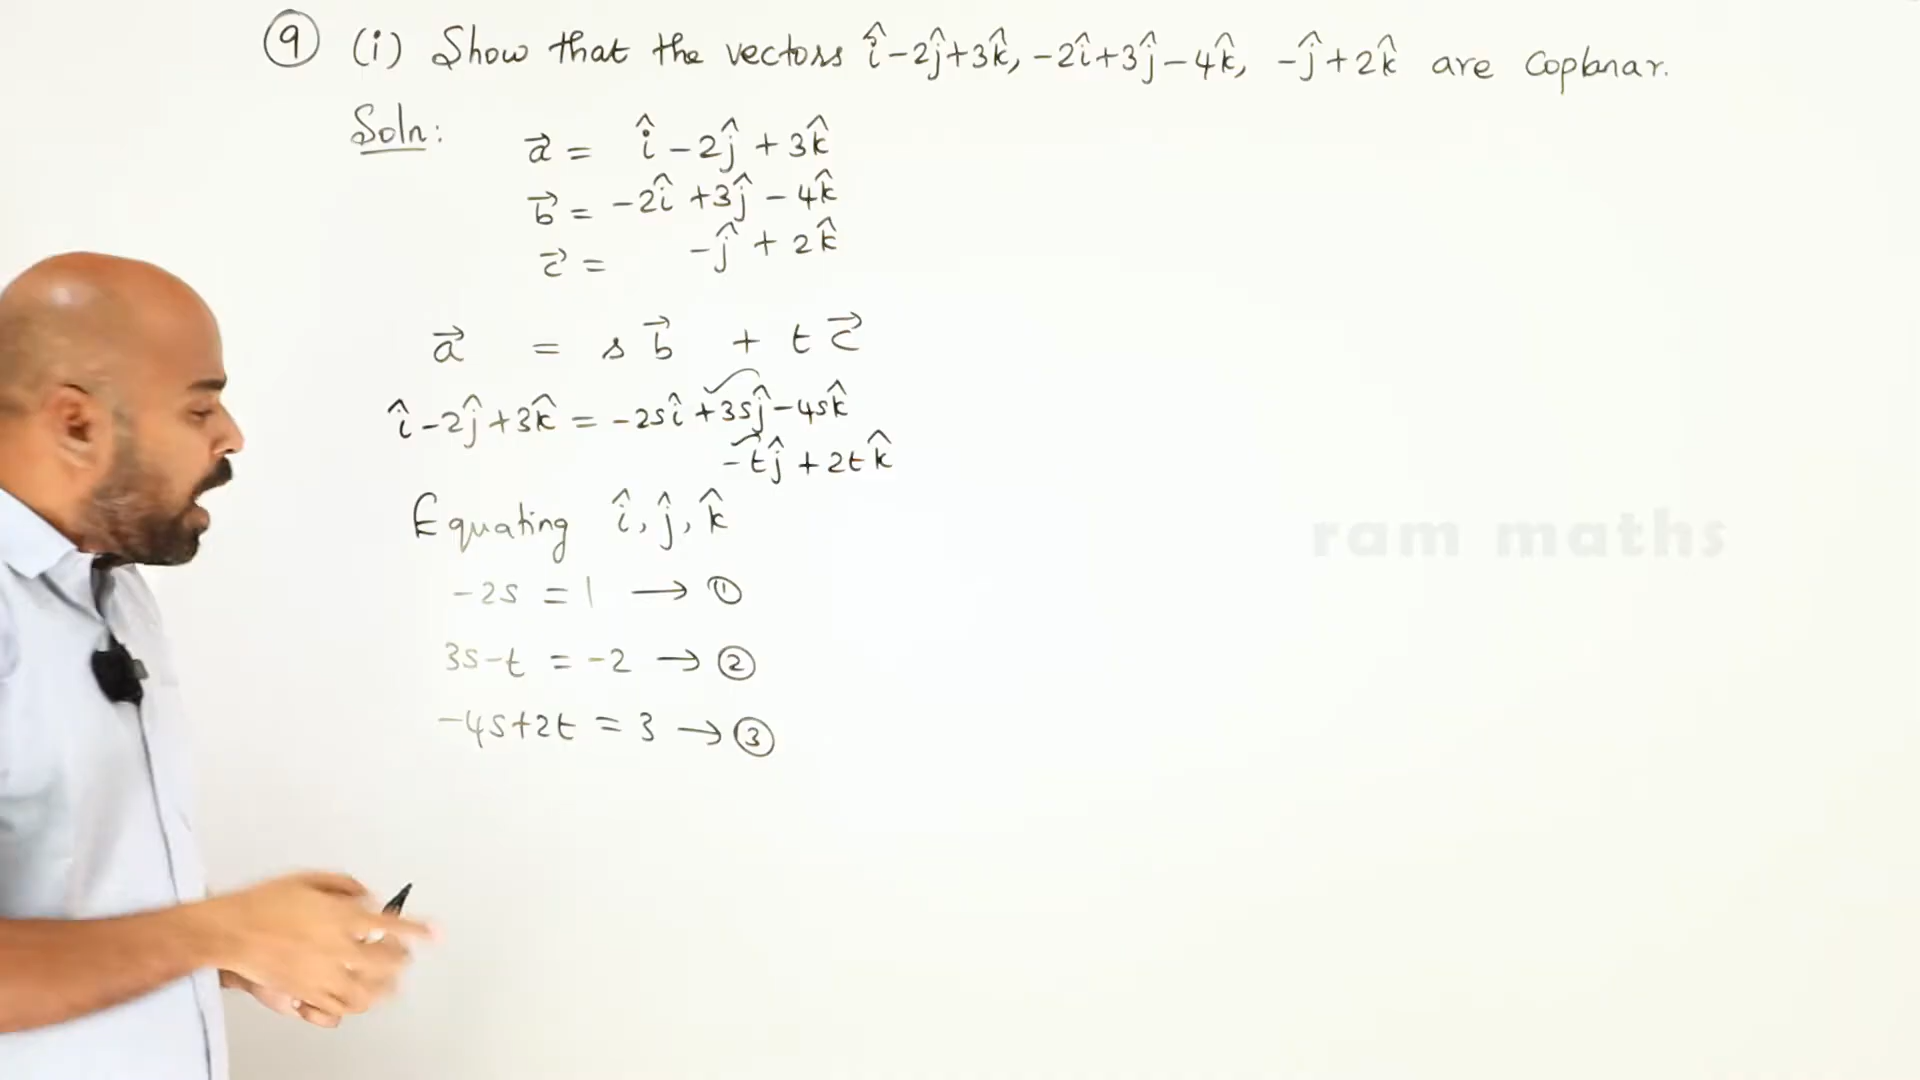 9 (i) Show that the vectors î-2ĵ+3k̂, -2î+3ĵ-4k̂, -ĵ+2k̂ are coplanar.
Soln:
a⃗ = î-2ĵ+3k̂
b⃗ = -2î+3ĵ-4k̂
c⃗ = -ĵ+2k̂
a⃗ = s b⃗ + t c⃗
î-2ĵ+3k̂ = -2sî+3sĵ-4sk̂
-tĵ+2tk̂
Equating î, ĵ, k̂
-2s = 1 → ①
3s-t = -2 → ②
-4s+2t = 3 → ③
ram maths